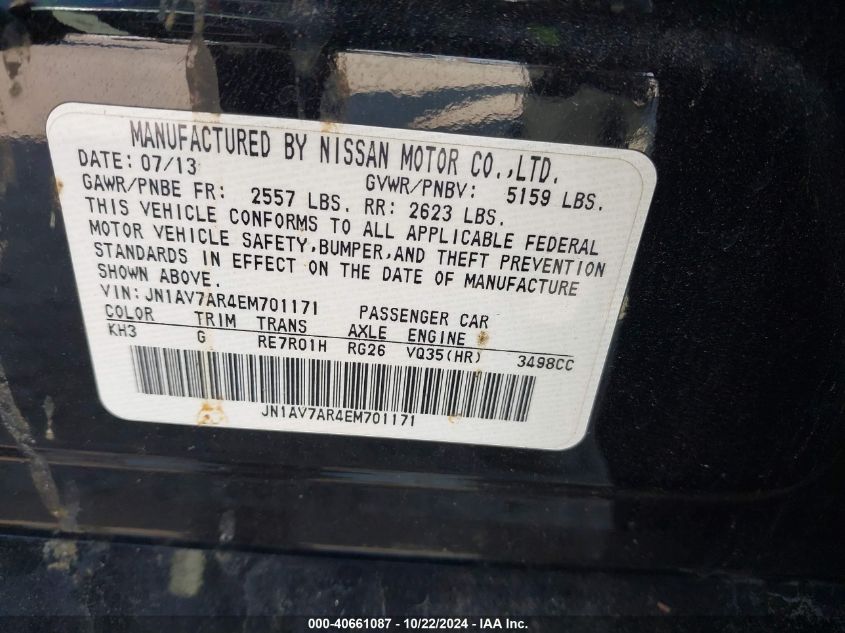 MANUFACTURED BY NISSAN MOTOR CO.,LTD.
DATE: 07/13 GVWR/PNBV: 5159 LBS.
GAWR/PNBE FR: 2557 LBS. RR: 2623 LBS.
THIS VEHICLE CONFORMS TO ALL APPLICABLE FEDERAL
MOTOR VEHICLE SAFETY,BUMPER,AND THEFT PREVENTION
STANDARDS IN EFFECT ON THE DATE OF MANUFACTURE
SHOWN ABOVE.
VIN: JN1AV7AR4EM701171 PASSENGER CAR
COLOR TRIM TRANS AXLE ENGINE
KH3 G RE7R01H RG26 VQ35(HR) 3498CC
JN1AV7AR4EM701171
000-40661087 - 10/22/2024 - IAA Inc.